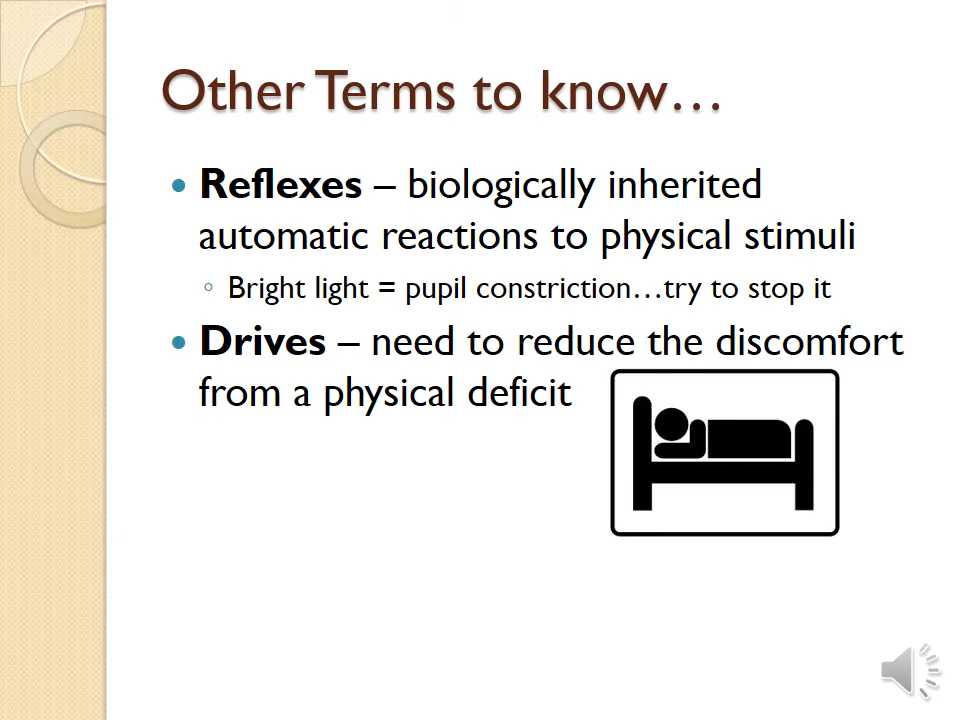 Other Terms to know…
• Reflexes – biologically inherited
automatic reactions to physical stimuli
◦ Bright light = pupil constriction…try to stop it
• Drives – need to reduce the discomfort
from a physical deficit